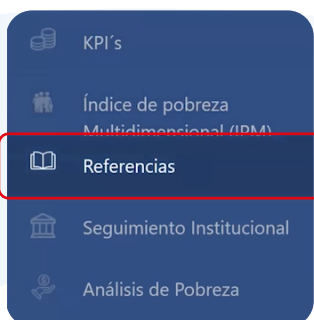 KPI´s
Índice de pobreza
Multidimensional (IPM)
Referencias
Seguimiento Institucional
Análisis de Pobreza